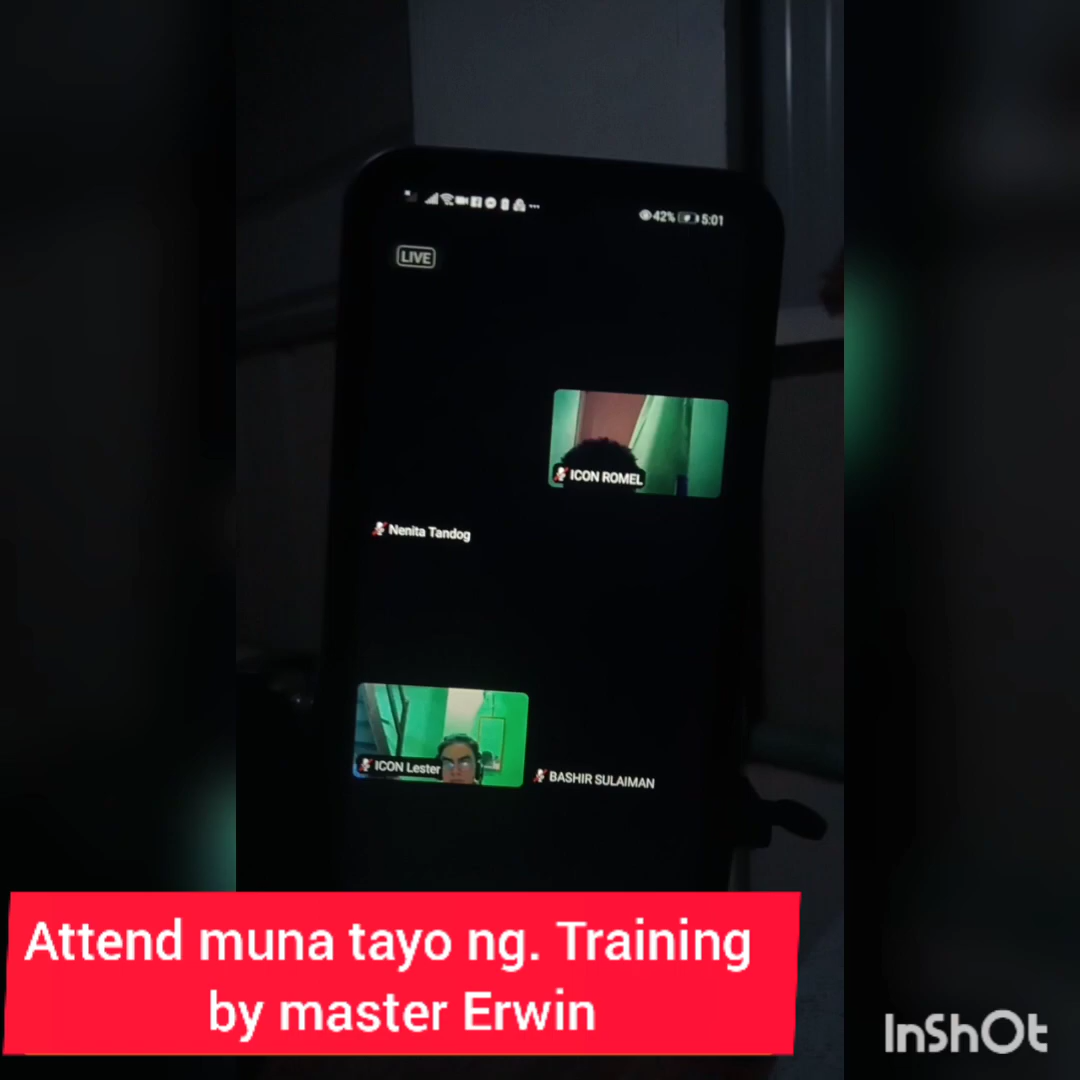 42% 5:01
LIVE
ICON ROMEL
Nenita Tandog
ICON Lester
BASHIR SULAIMAN
Attend muna tayo ng. Training
by master Erwin
InShOt